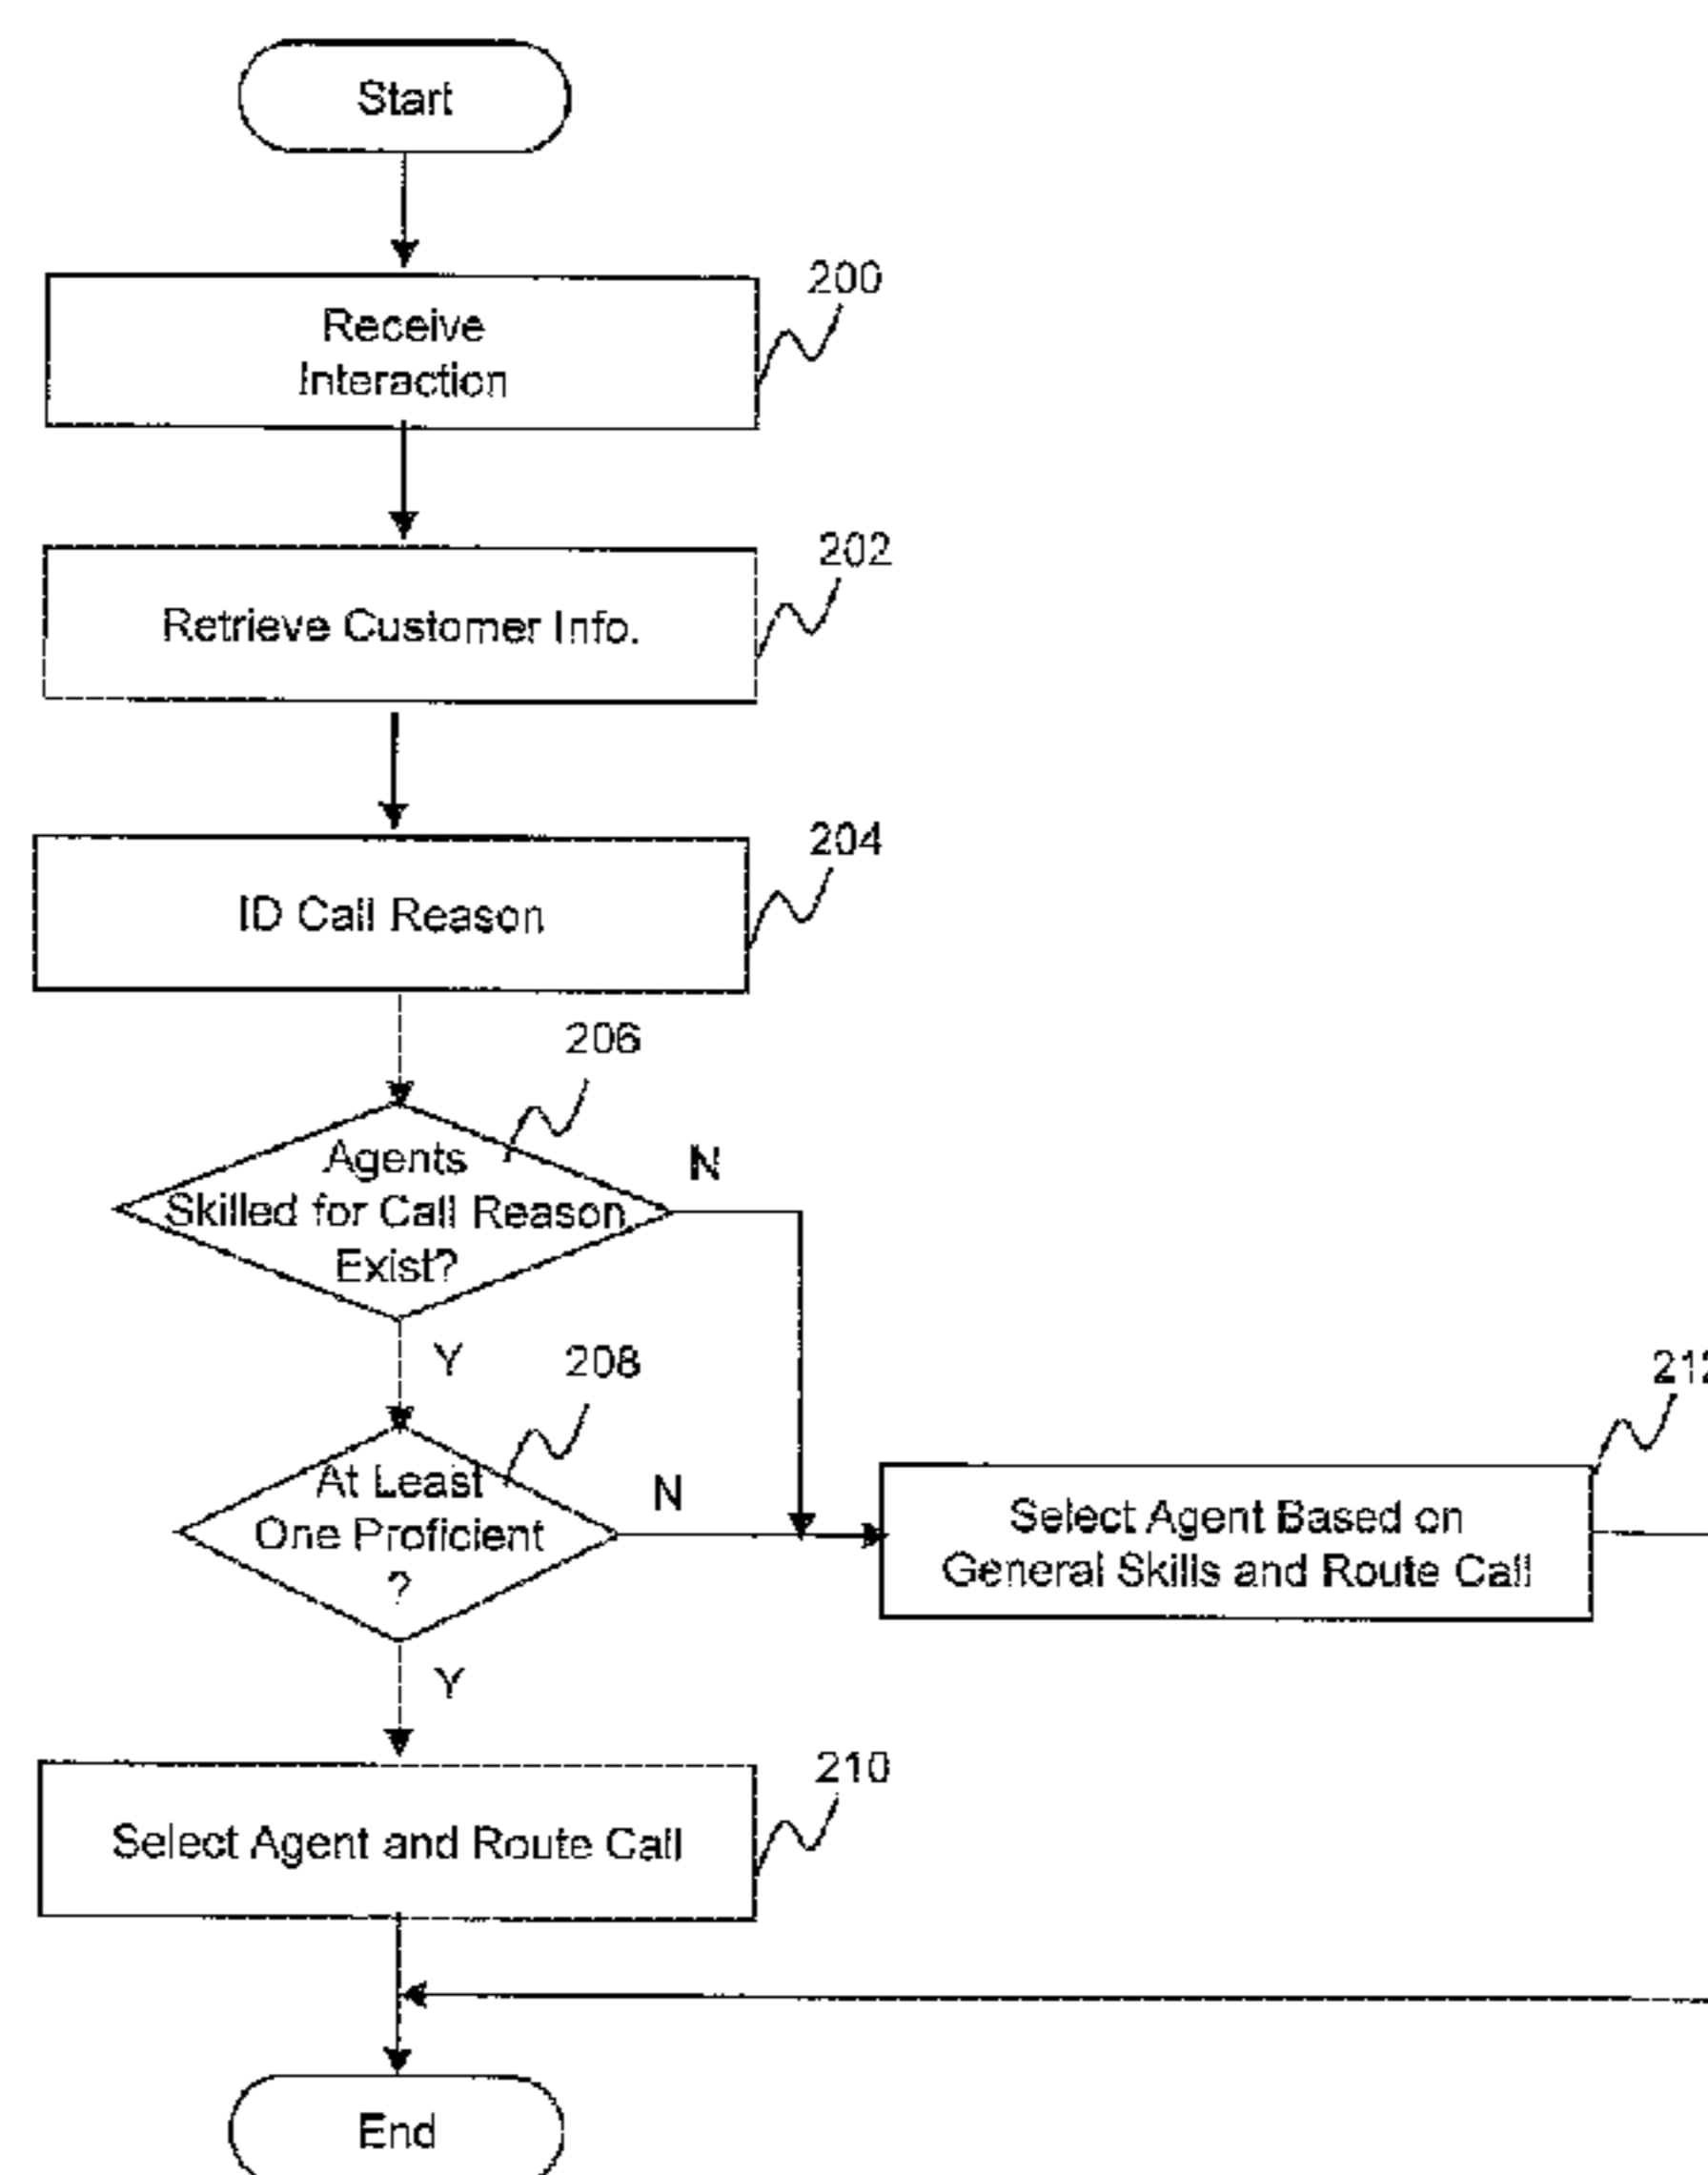 Start
200
Receive
Interaction
202
Retrieve Customer Info.
204
ID Call Reason
206
Agents
Skilled for Call Reason
Exist?
N
Y
208
At Least
One Proficient
?
N
212
Select Agent Based on
General Skills and Route Call
Y
210
Select Agent and Route Call
End